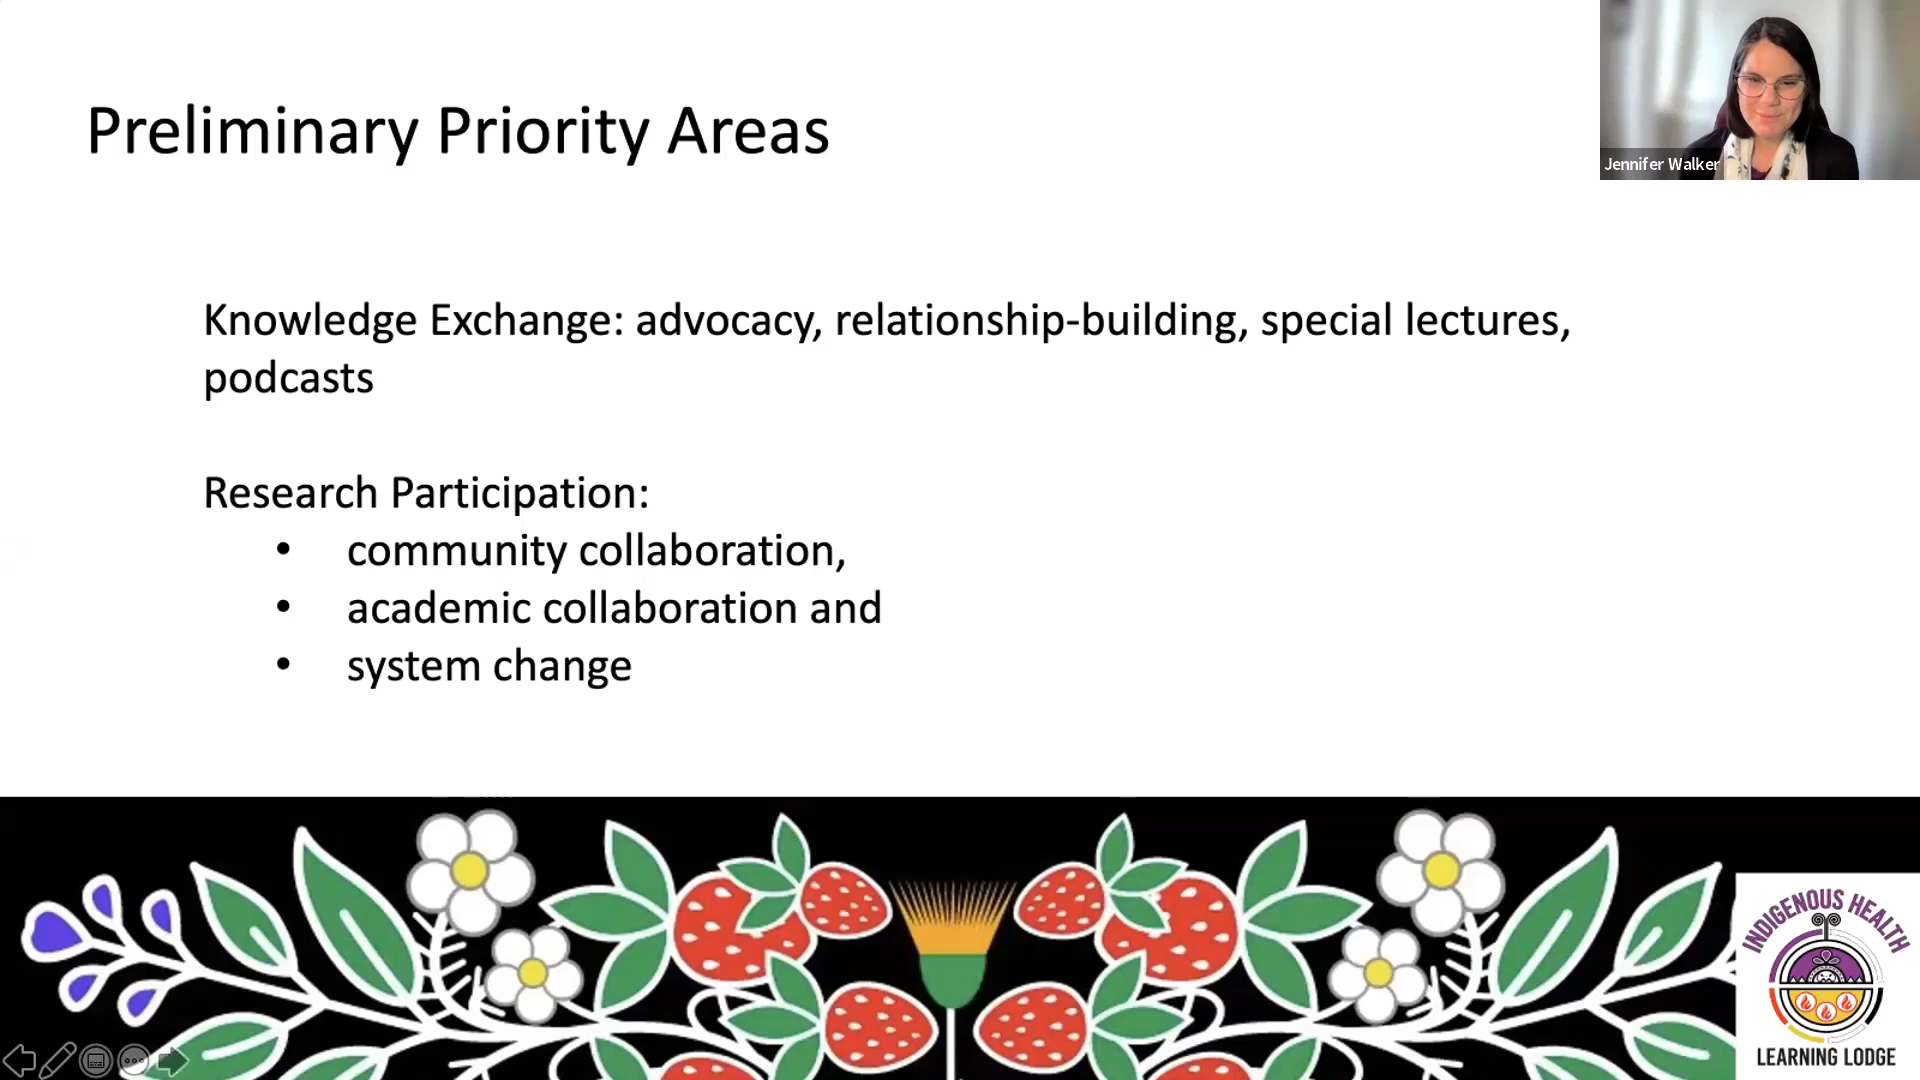 Preliminary Priority Areas
Jennifer Walker
Knowledge Exchange: advocacy, relationship-building, special lectures,
podcasts
Research Participation:
• community collaboration,
• academic collaboration and
• system change
INDIGENOUS HEALTH
LEARNING LODGE